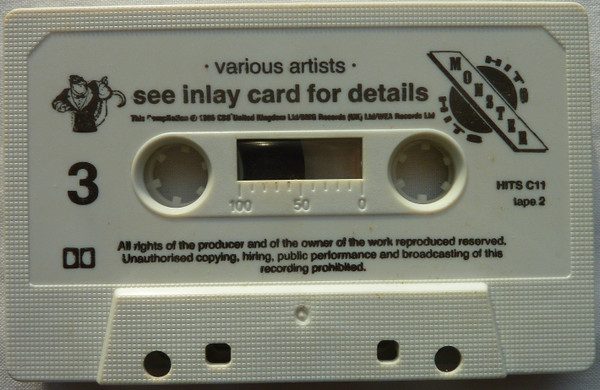 · various artists ·
see inlay card for details
This Compilation © 1989 CBS United Kingdom Ltd/BMG Records (UK) Ltd/WEA Records Ltd
HITS
MONSTER
HITS
3
HITS C11
tape 2
100 50 0
All rights of the producer and of the owner of the work reproduced reserved.
Unauthorised copying, hiring, public performance and broadcasting of this
recording prohibited.